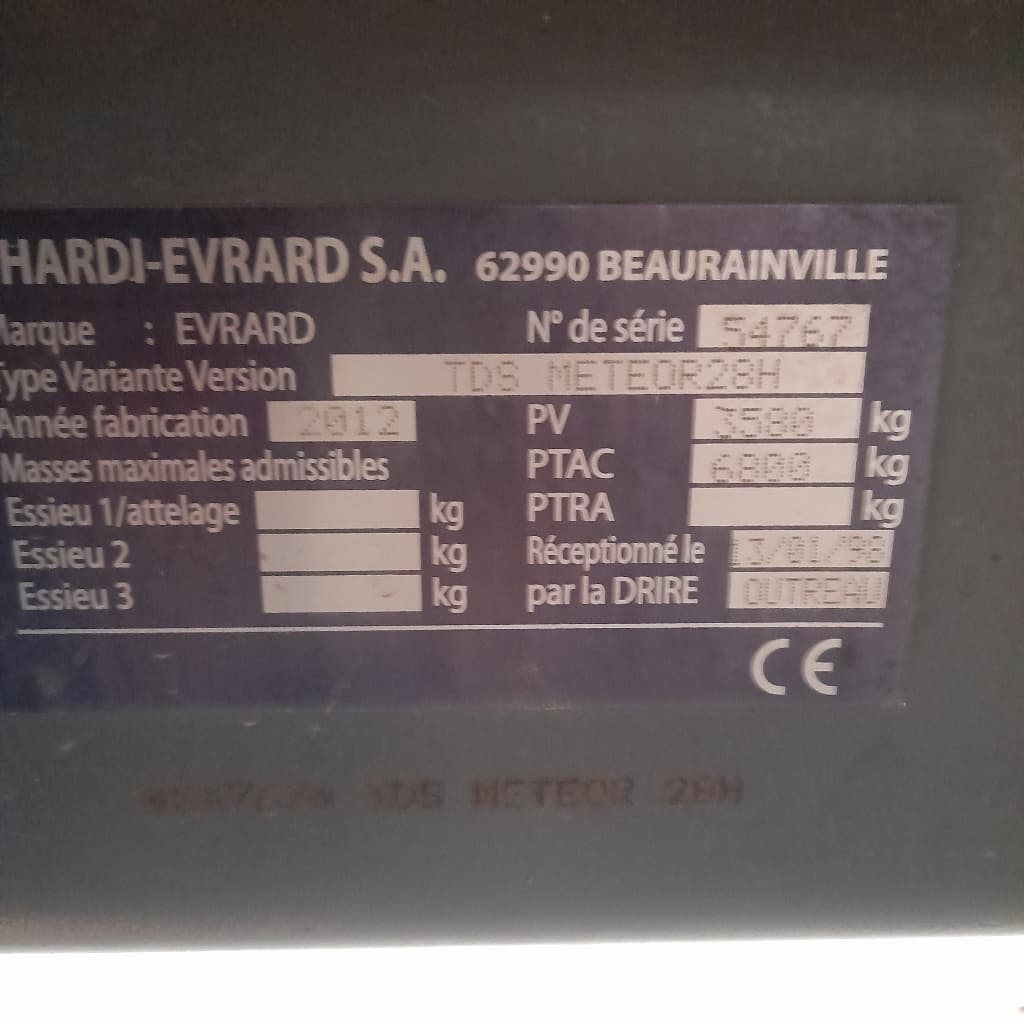 HARDI-EVRARD S.A. 62990 BEAURAINVILLE
Marque : EVRARD N° de série 54767
Type Variante Version TDS METEOR28H
Année fabrication 2012 PV 3580 kg
Masses maximales admissibles PTAC 6800 kg
Essieu 1/attelage kg PTRA kg
Essieu 2 kg Réceptionné le 13/01/98
Essieu 3 kg par la DRIRE OUTREAU
CE
TDS METEOR 28H